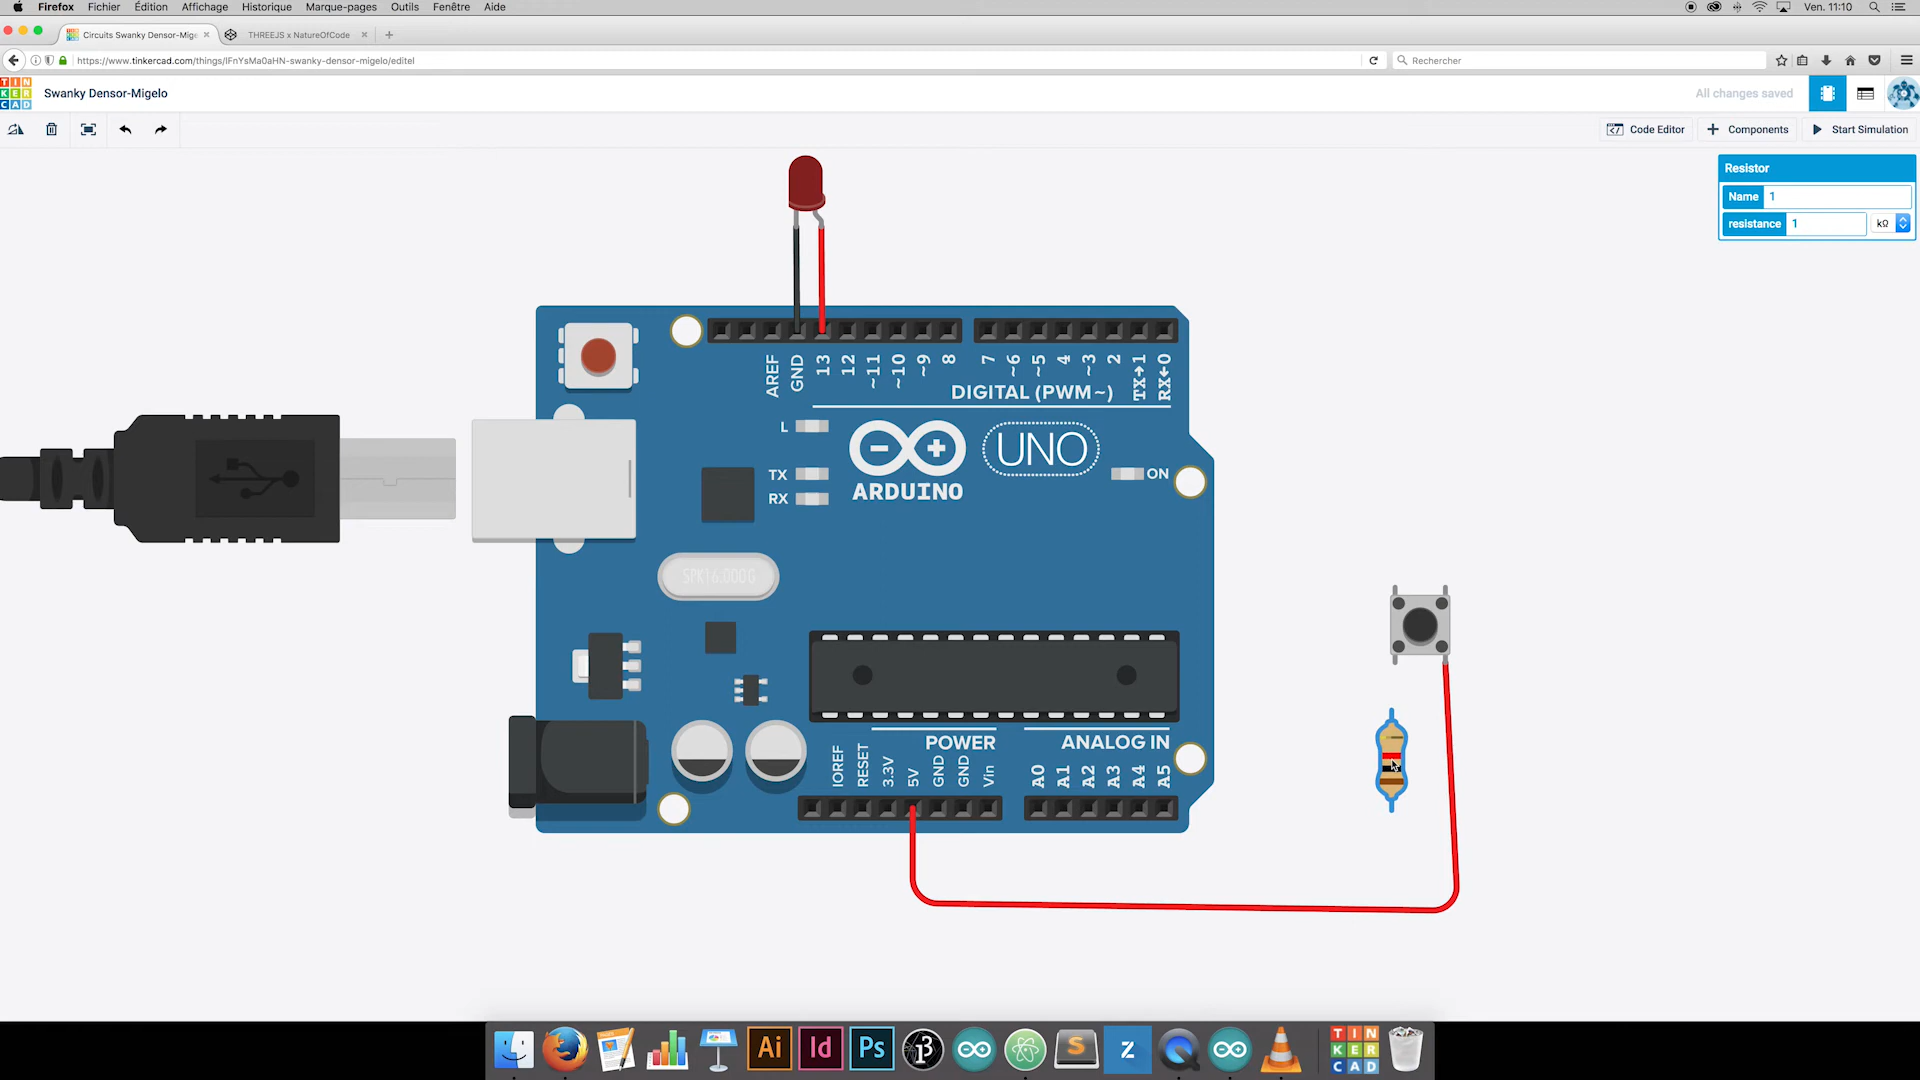 Firefox Fichier Édition Affichage Historique Marque-pages Outils Fenêtre Aide Ven. 11:10
Circuits Swanky Densor-Mige THREEJS x NatureOfCode
https://www.tinkercad.com/things/lFnYsMa0aHN-swanky-densor-migelo/editel Rechercher
TIN
KER
CAD
Swanky Densor-Migelo All changes saved
Code Editor Components Start Simulation
Resistor
Name 1
resistance 1 kΩ
AREF GND 13 12 ~11 ~10 ~9 8 7 ~6 ~5 4 ~3 2 TX→1 RX←0
DIGITAL (PWM~)
L
TX
RX
ARDUINO
UNO
ON
SPK16.000G
POWER ANALOG IN
IOREF RESET 3.3V 5V GND GND Vin A0 A1 A2 A3 A4 A5
Ai Id Ps S Z
TIN
KER
CAD